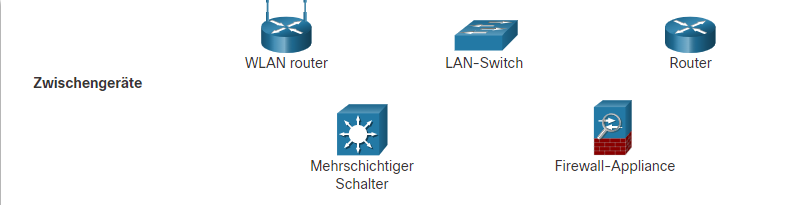 WLAN router
LAN-Switch
Router
Zwischengeräte
Mehrschichtiger
Schalter
Firewall-Appliance